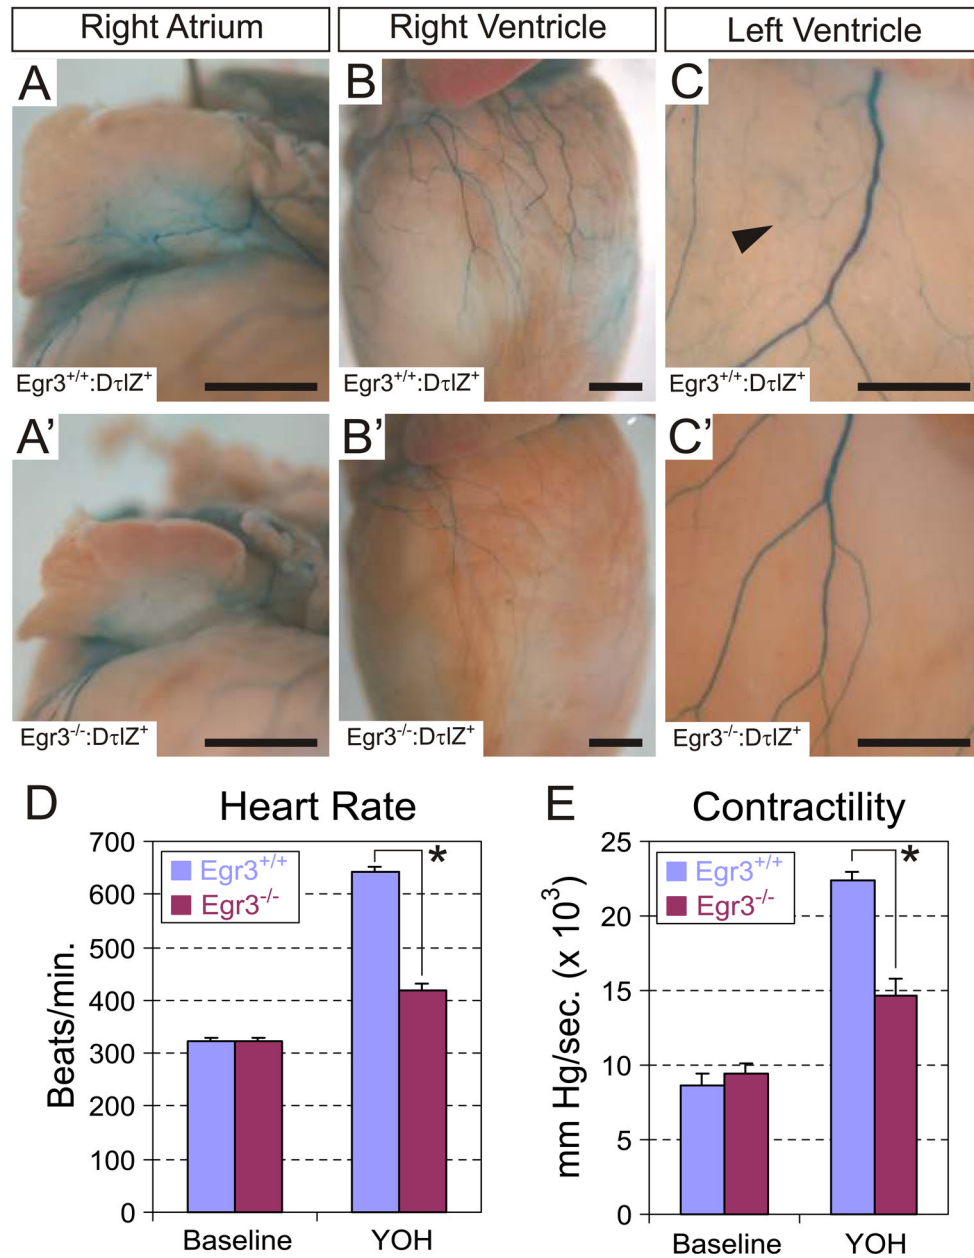 Right Atrium
Right Ventricle
Left Ventricle
A
B
C
Egr3+/+:DτlZ+
Egr3+/+:DτlZ+
Egr3+/+:DτlZ+
A'
B'
C'
Egr3-/-:DτlZ+
Egr3-/-:DτlZ+
Egr3-/-:DτlZ+
D
Heart Rate
Beats/min.
700
600
500
400
300
200
100
0
Egr3+/+
Egr3-/-
*
Baseline
YOH
E
Contractility
mm Hg/sec. (x 10³)
25
20
15
10
5
0
Egr3+/+
Egr3-/-
*
Baseline
YOH